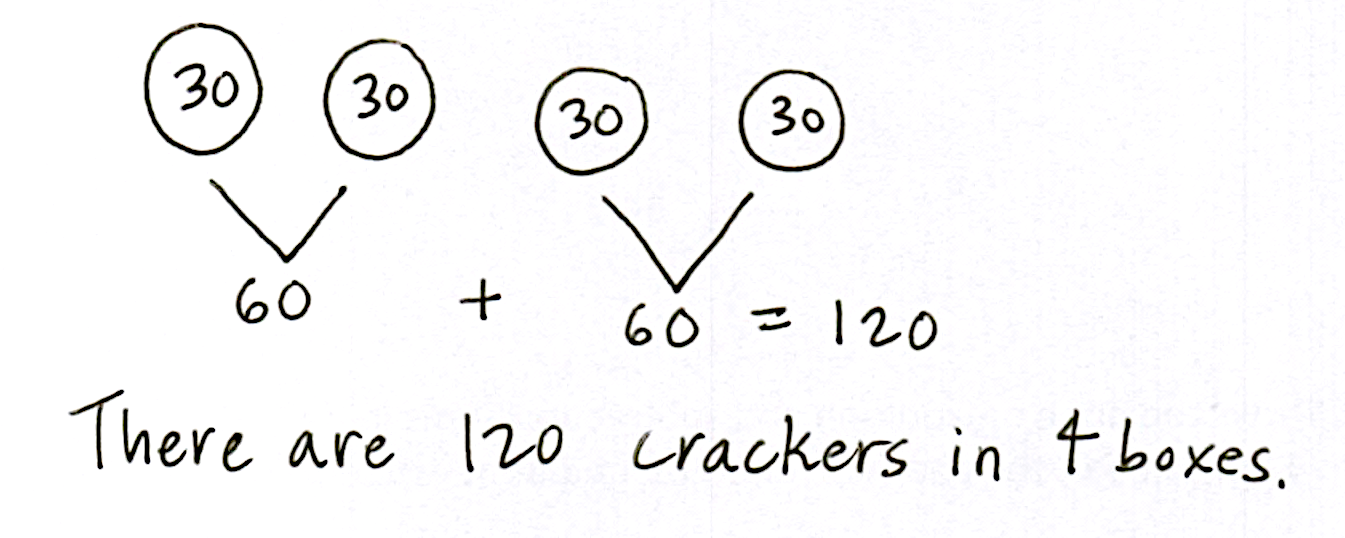 30 30 30 30
60 + 60 = 120
There are 120 crackers in 4 boxes.